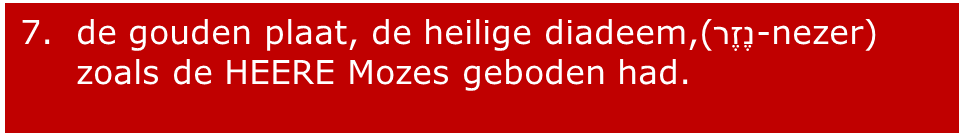 7. de gouden plaat, de heilige diadeem,(נֶזֶר-nezer)
zoals de HEERE Mozes geboden had.